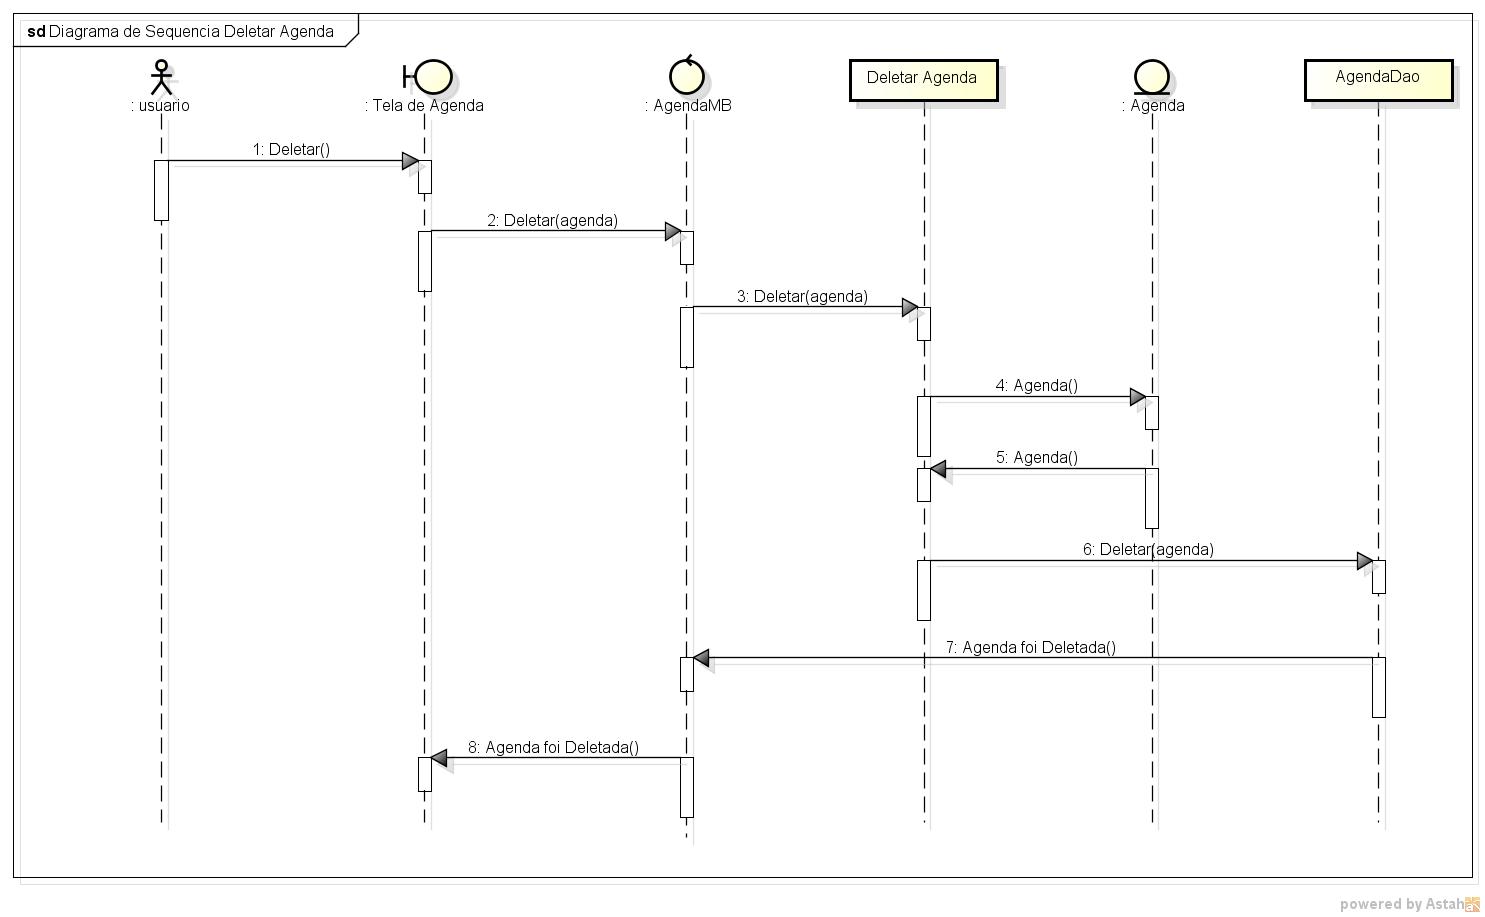 sd Diagrama de Sequencia Deletar Agenda
: usuario
: Tela de Agenda
: AgendaMB
Deletar Agenda
: Agenda
AgendaDao
1: Deletar()
2: Deletar(agenda)
3: Deletar(agenda)
4: Agenda()
5: Agenda()
6: Deletar(agenda)
7: Agenda foi Deletada()
8: Agenda foi Deletada()
powered by Astah